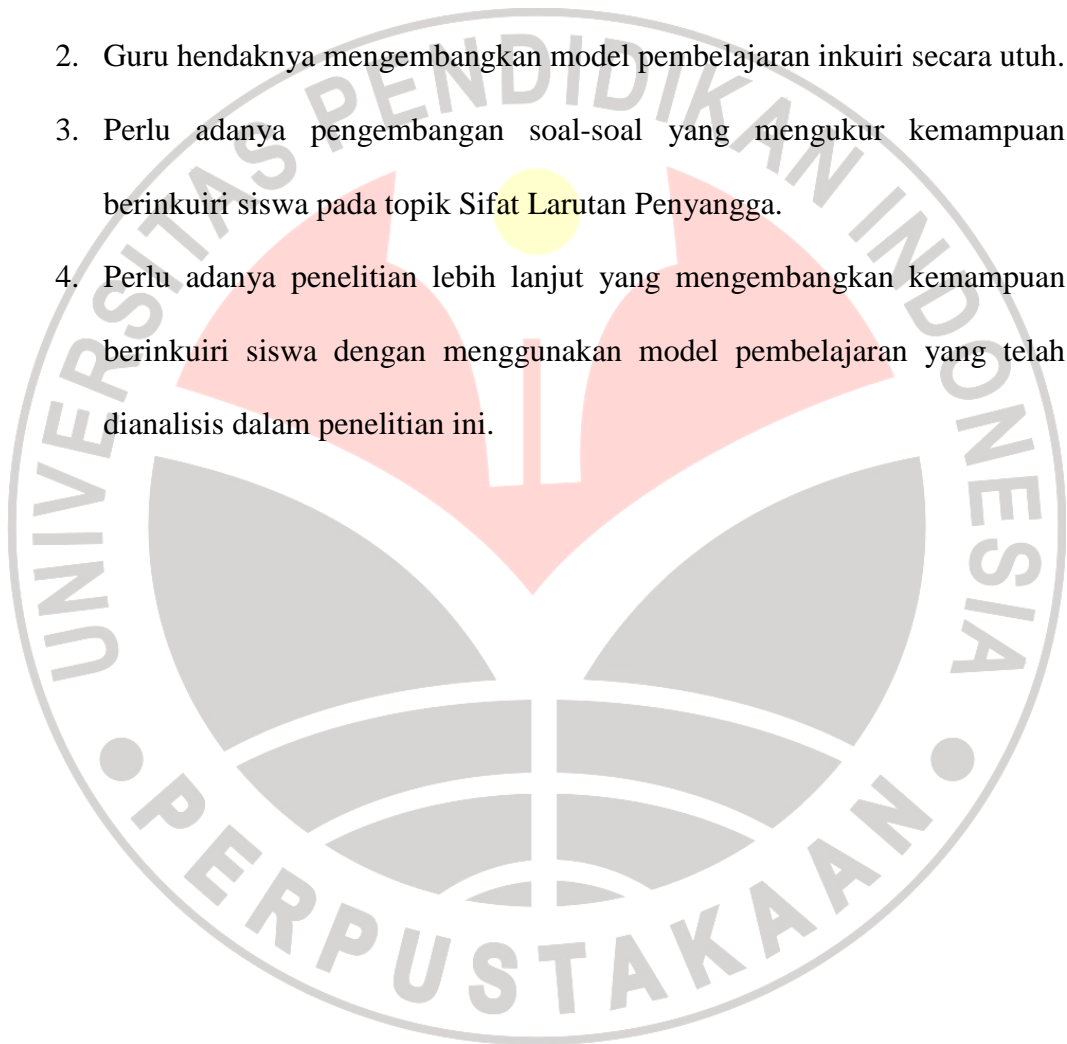 2. Guru hendaknya mengembangkan model pembelajaran inkuiri secara utuh.
3. Perlu adanya pengembangan soal-soal yang mengukur kemampuan
berinkuiri siswa pada topik Sifat Larutan Penyangga.
4. Perlu adanya penelitian lebih lanjut yang mengembangkan kemampuan
berinkuiri siswa dengan menggunakan model pembelajaran yang telah
dianalisis dalam penelitian ini.
UNIVERSITAS PENDIDIKAN INDONESIA
PERPUSTAKAAN